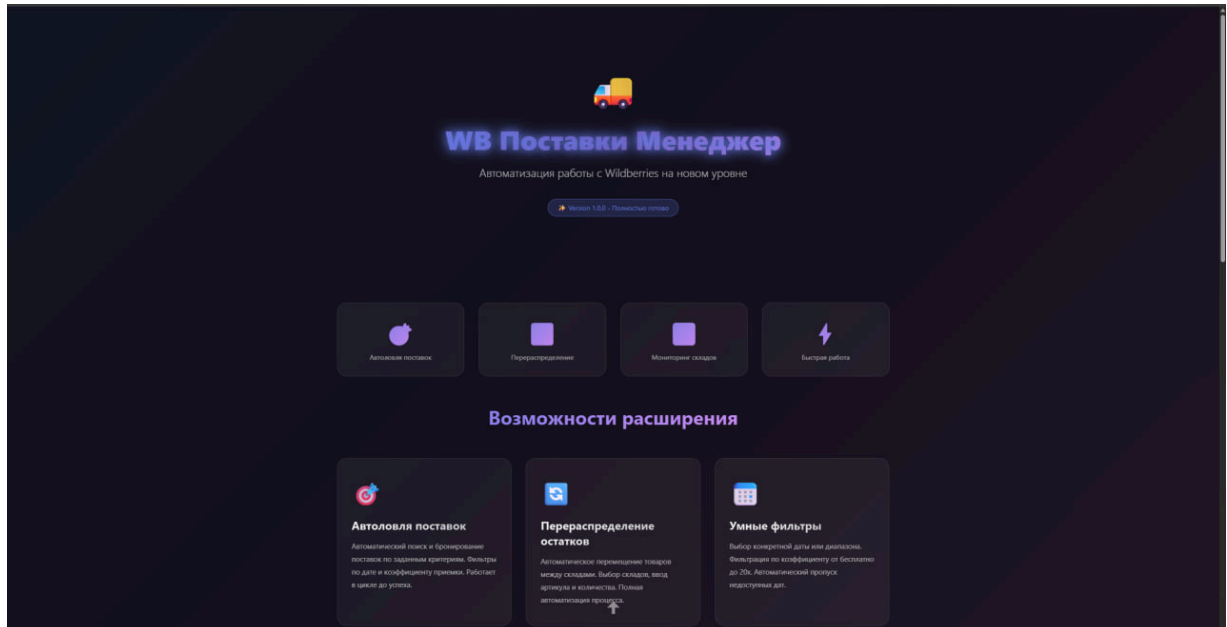 WB Поставки Менеджер
Автоматизация работы с Wildberries на новом уровне
Version 1.0.0 - Полностью готово
Автоловля поставок
Перераспределение
Мониторинг складов
Быстрая работа
Возможности расширения
Автоловля поставок
Автоматический поиск и бронирование
поставок по заданным критериям. Фильтры
по дате и коэффициенту приемки. Работает
в цикле до успеха.
Перераспределение
остатков
Автоматическое перемещение товаров
между складами. Выбор складов, ввод
артикула и количества. Полная
автоматизация процесса.
Умные фильтры
Выбор конкретной даты или диапазона.
Фильтрация по коэффициенту от бесплатно
до 20x. Автоматический пропуск
недоступных дат.